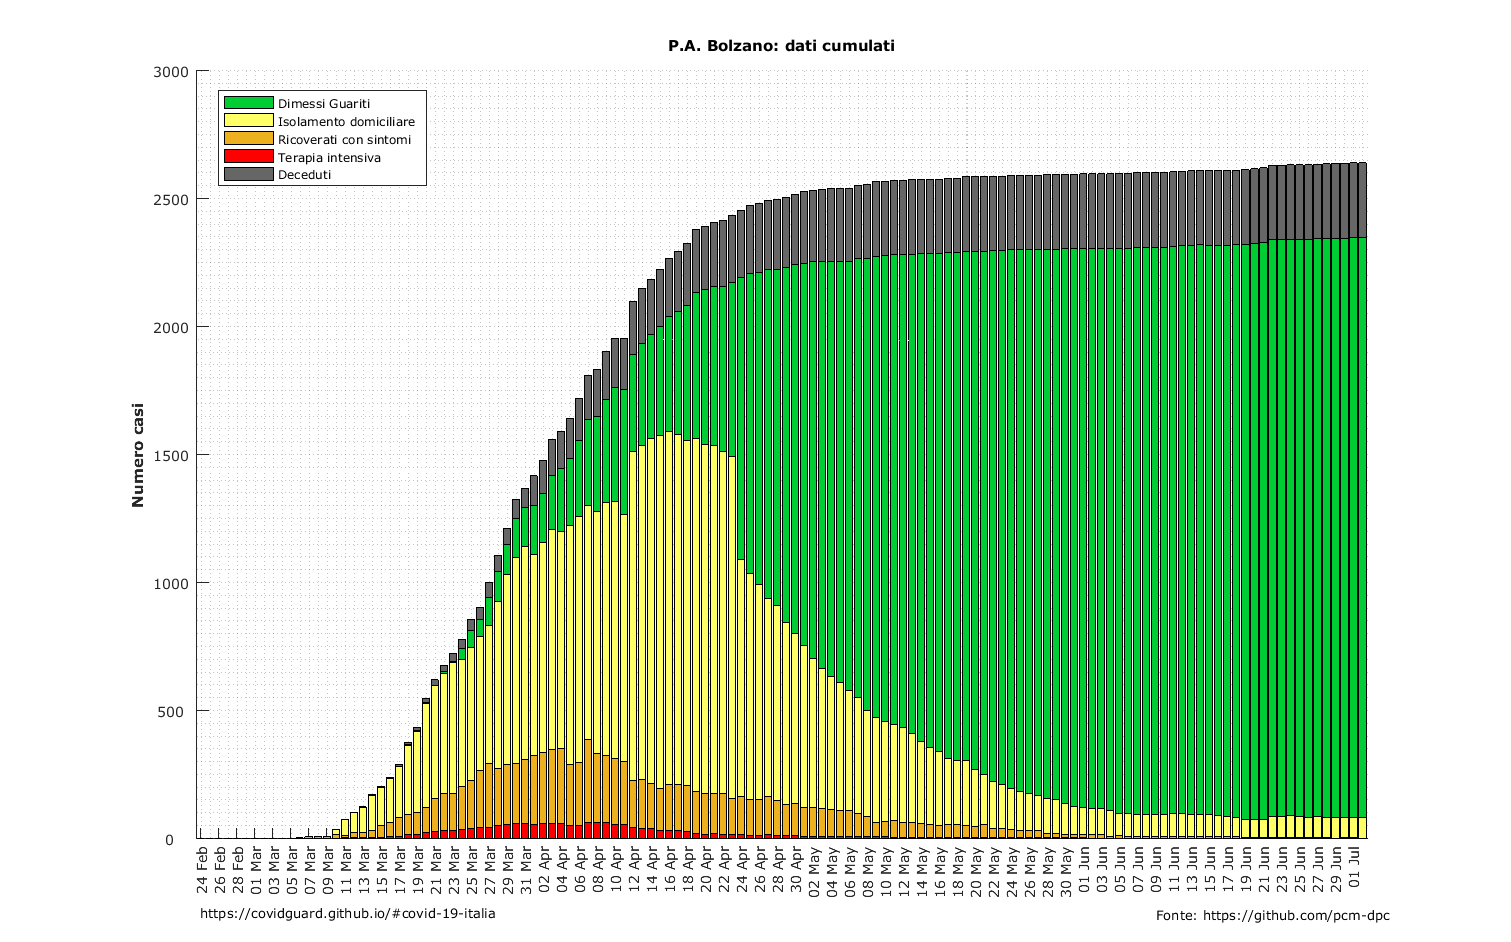 P.A. Bolzano: dati cumulati
3000
2500
2000
1500
1000
500
0
Numero casi
Dimessi Guariti
Isolamento domiciliare
Ricoverati con sintomi
Terapia intensiva
Deceduti
24 Feb
26 Feb
28 Feb
01 Mar
03 Mar
05 Mar
07 Mar
09 Mar
11 Mar
13 Mar
15 Mar
17 Mar
19 Mar
21 Mar
23 Mar
25 Mar
27 Mar
29 Mar
31 Mar
02 Apr
04 Apr
06 Apr
08 Apr
10 Apr
12 Apr
14 Apr
16 Apr
18 Apr
20 Apr
22 Apr
24 Apr
26 Apr
28 Apr
30 Apr
02 May
04 May
06 May
08 May
10 May
12 May
14 May
16 May
18 May
20 May
22 May
24 May
26 May
28 May
30 May
01 Jun
03 Jun
05 Jun
07 Jun
09 Jun
11 Jun
13 Jun
15 Jun
17 Jun
19 Jun
21 Jun
23 Jun
25 Jun
27 Jun
29 Jun
01 Jul
https://covidguard.github.io/#covid-19-italia
Fonte: https://github.com/pcm-dpc